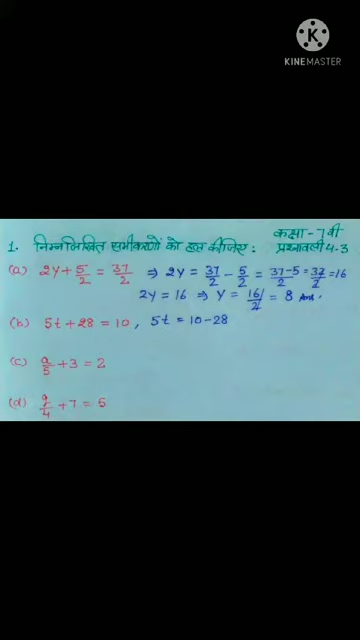 K
KINEMASTER
कक्षा - 7 वी
1. निम्नलिखित समीकरणों को हल कीजिए : प्रश्नावली 4.3
(a) 2Y + 5/2 = 37/2 ⇒ 2Y = 37/2 - 5/2 = 37-5/2 = 32/2 = 16
2Y = 16 ⇒ Y = 16/2 = 8 Ans.
(b) 5t + 28 = 10, 5t = 10 - 28
(c) a/5 + 3 = 2
(d) q/4 + 7 = 5